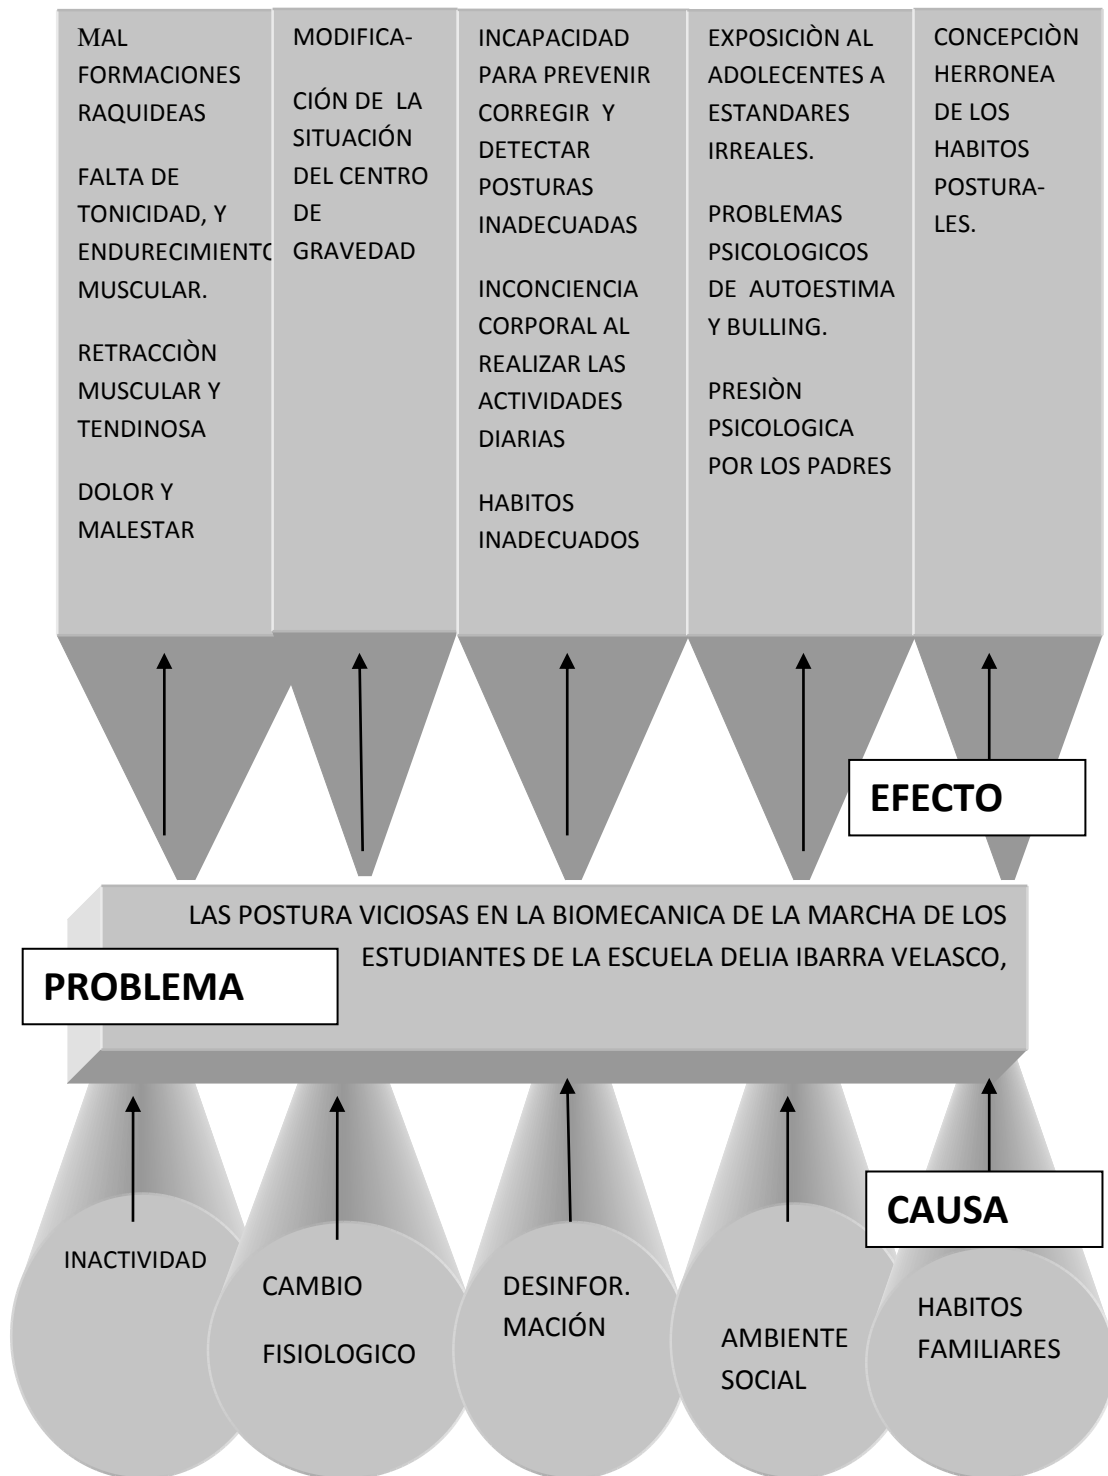 MAL
FORMACIONES
RAQUIDEAS
FALTA DE
TONICIDAD, Y
ENDURECIMIENTO
MUSCULAR.
RETRACCIÒN
MUSCULAR Y
TENDINOSA
DOLOR Y
MALESTAR
MODIFICA-
CIÓN DE LA
SITUACIÓN
DEL CENTRO
DE
GRAVEDAD
INCAPACIDAD
PARA PREVENIR
CORREGIR Y
DETECTAR
POSTURAS
INADECUADAS
INCONCIENCIA
CORPORAL AL
REALIZAR LAS
ACTIVIDADES
DIARIAS
HABITOS
INADECUADOS
EXPOSICIÒN AL
ADOLECENTES A
ESTANDARES
IRREALES.
PROBLEMAS
PSICOLOGICOS
DE AUTOESTIMA
Y BULLING.
PRESIÒN
PSICOLOGICA
POR LOS PADRES
CONCEPCIÒN
HERRONEA
DE LOS
HABITOS
POSTURA-
LES.
EFECTO
LAS POSTURA VICIOSAS EN LA BIOMECANICA DE LA MARCHA DE LOS
ESTUDIANTES DE LA ESCUELA DELIA IBARRA VELASCO,
PROBLEMA
CAUSA
INACTIVIDAD
CAMBIO
FISIOLOGICO
DESINFOR.
MACIÓN
AMBIENTE
SOCIAL
HABITOS
FAMILIARES